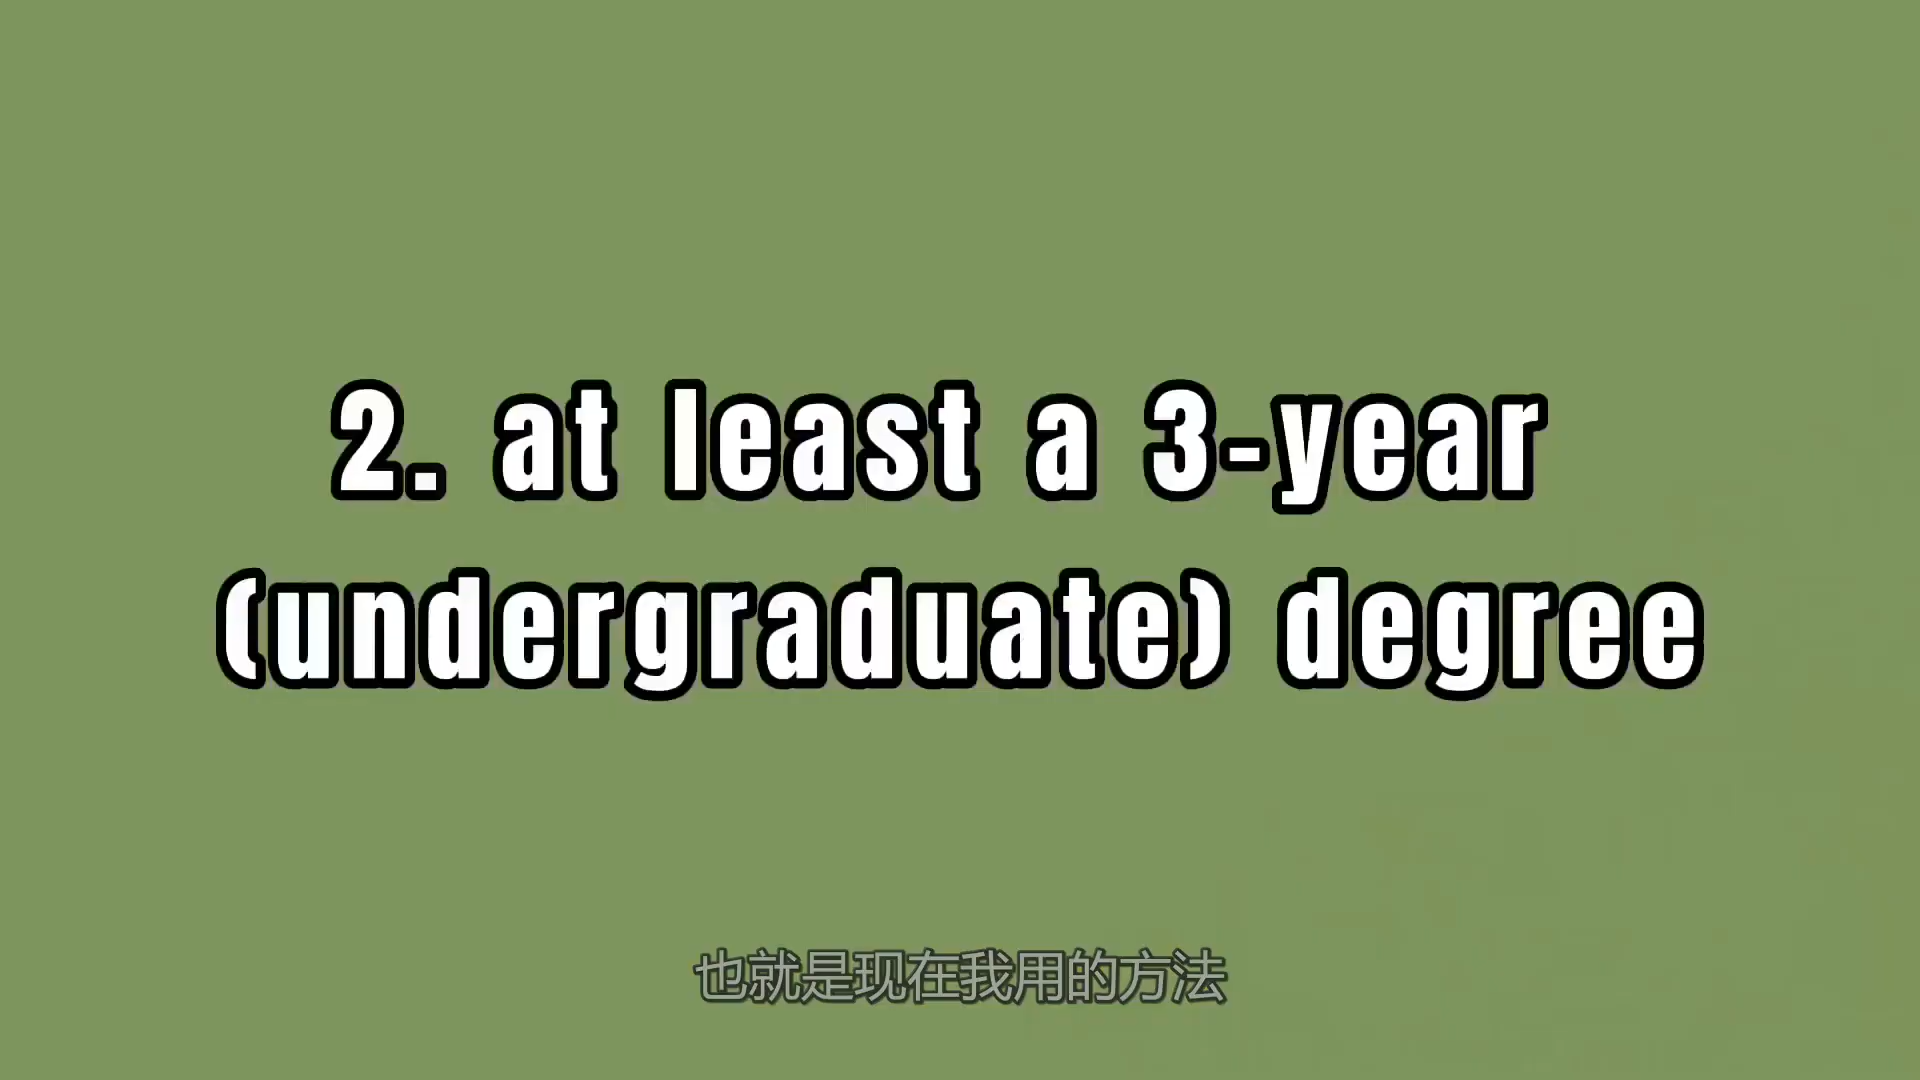 2. at least a 3-year
(undergraduate) degree
也就是现在我用的方法